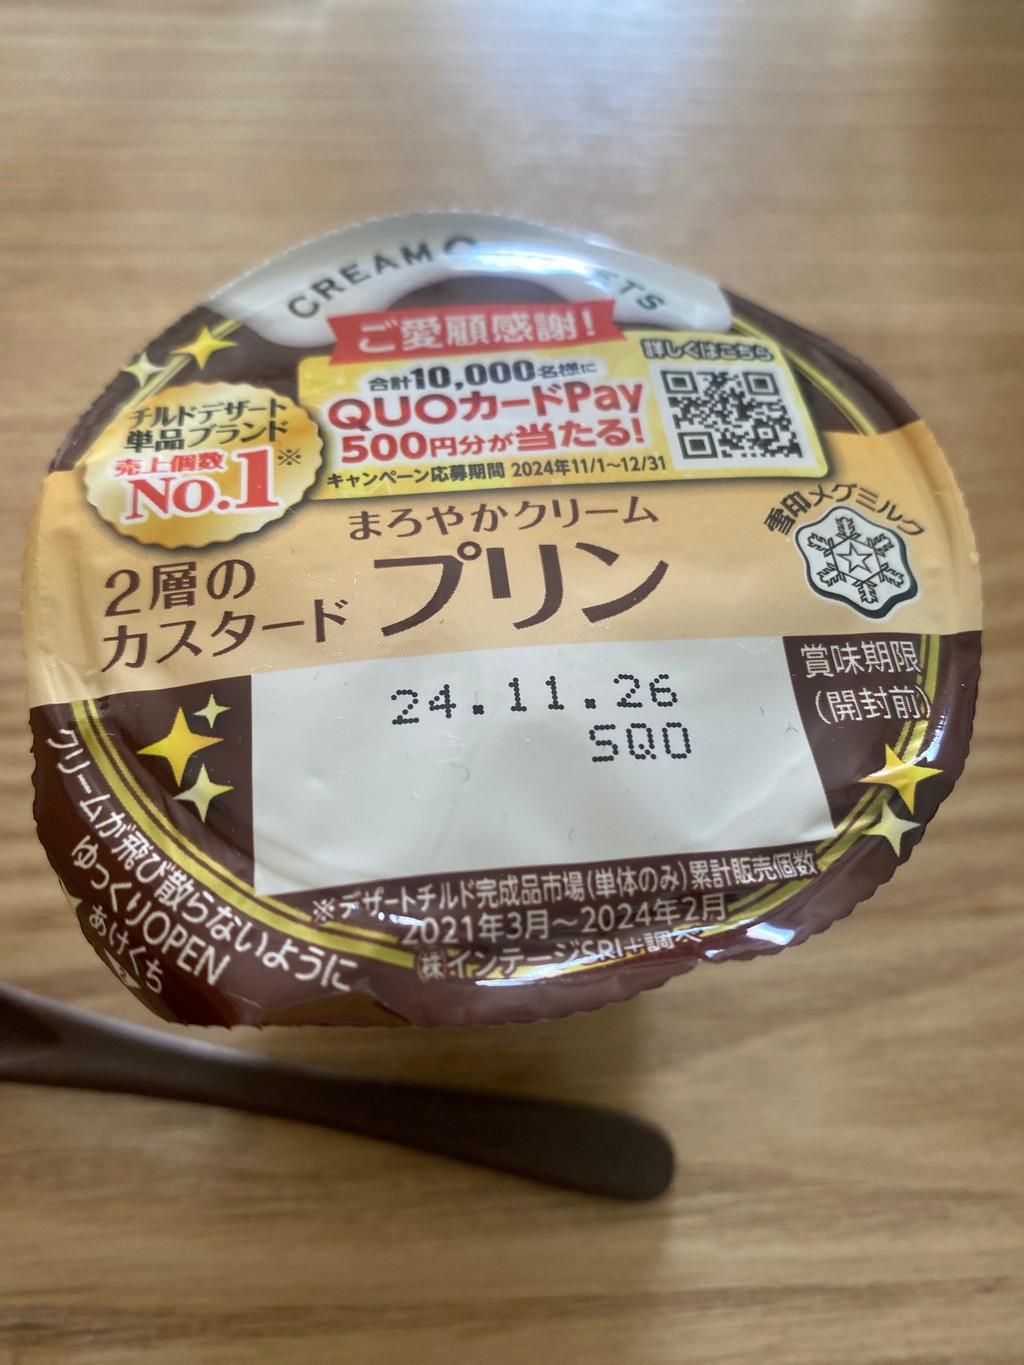 CREAM SWEETS
ご愛顧感謝！
合計10,000名様に
QUOカードPay
500円分が当たる！
キャンペーン応募期間 2024年11/1～12/31
詳しくはこちら
チルドデザート
単品ブランド
売上個数
No.1※
雪印メグミルク
まろやかクリーム
プリン
2層の
カスタード
賞味期限
(開封前)
24.11.26
SQO
※デザートチルド完成品市場(単体のみ)累計販売個数
2021年3月～2024年2月
㈱インテージSRI+調べ
クリームが飛び散らないように
ゆっくりOPEN
あけくち